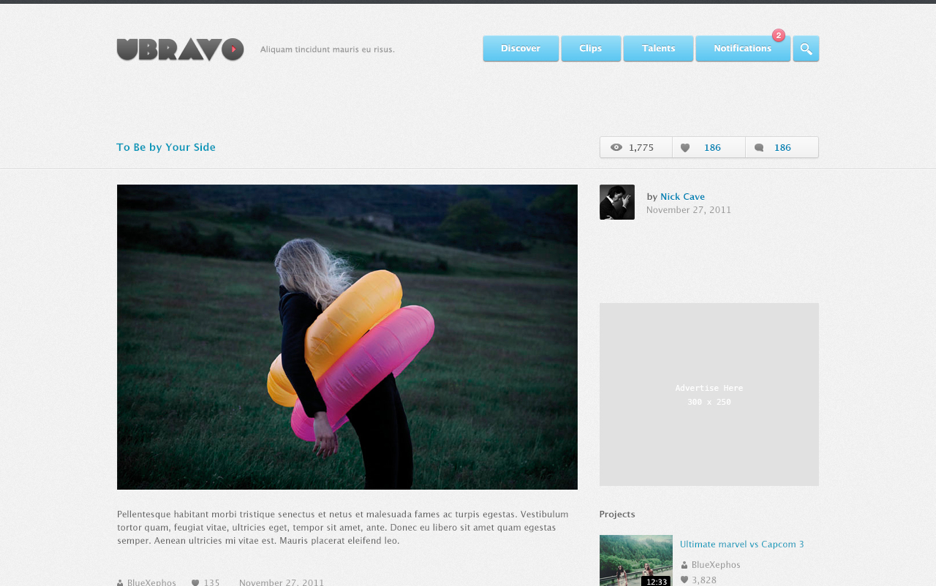 UBRAVO
Aliquam tincidunt mauris eu risus.
Discover
Clips
Talents
Notifications
2
To Be by Your Side
1,775
186
186
by Nick Cave
November 27, 2011
Advertise Here
300 x 250
Pellentesque habitant morbi tristique senectus et netus et malesuada fames ac turpis egestas. Vestibulum
tortor quam, feugiat vitae, ultricies eget, tempor sit amet, ante. Donec eu libero sit amet quam egestas
semper. Aenean ultricies mi vitae est. Mauris placerat eleifend leo.
BlueXephos
135
November 27, 2011
Projects
Ultimate marvel vs Capcom 3
BlueXephos
3,828
12:33